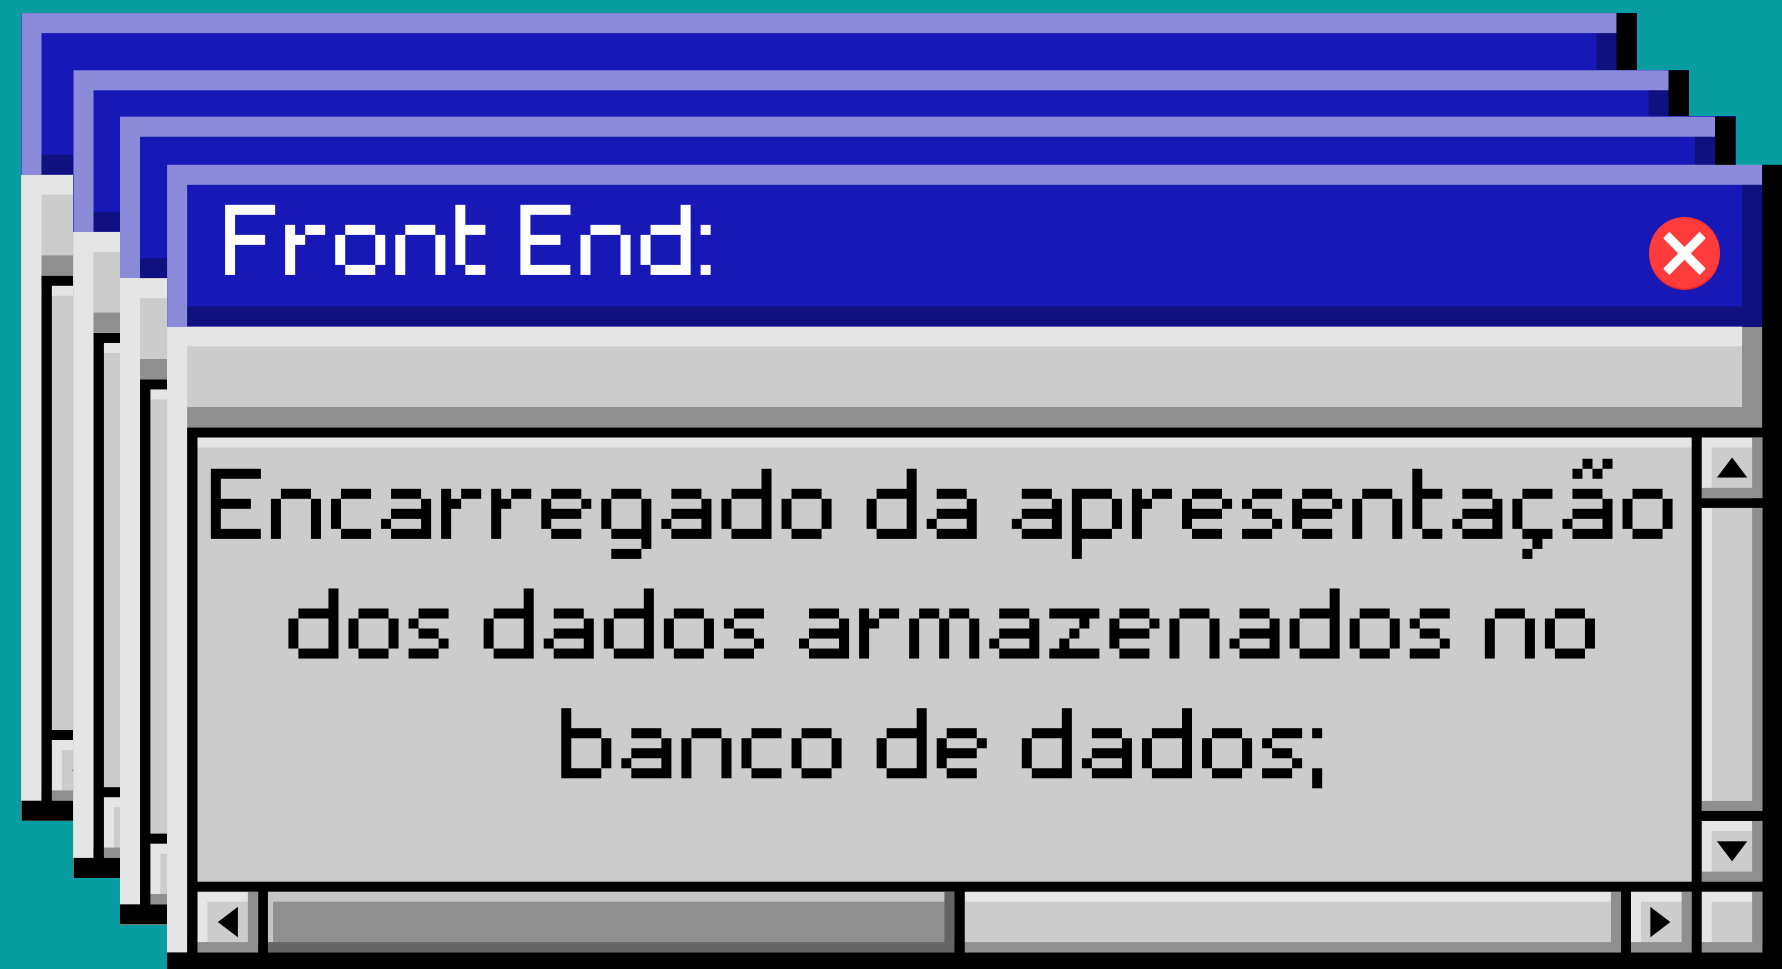 Front End:
Encarregado da apresentação
dos dados armazenados no
banco de dados;